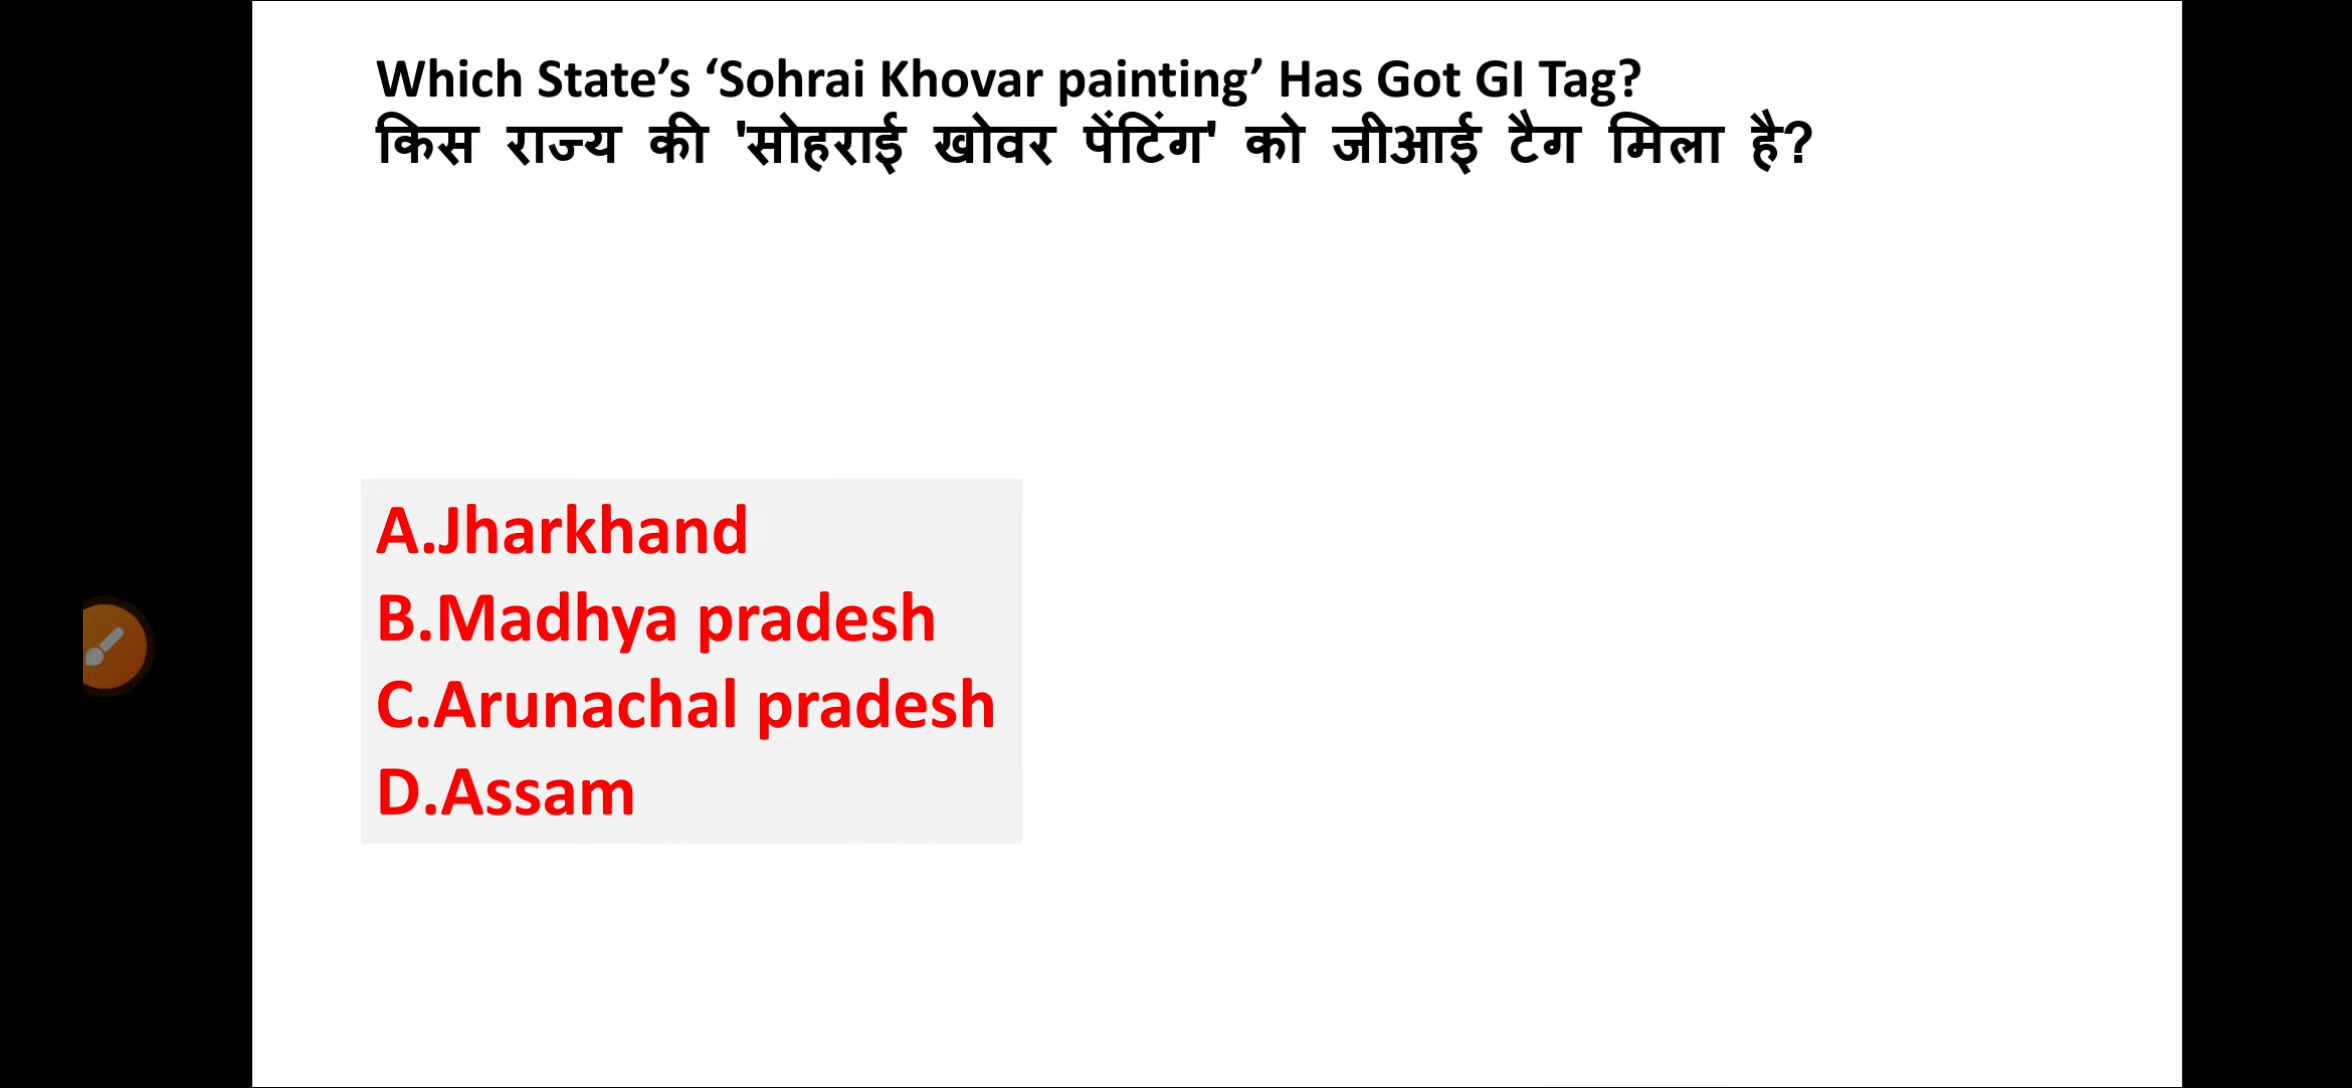 Which State’s ‘Sohrai Khovar painting’ Has Got GI Tag?
किस राज्य की 'सोहराई खोवर पेंटिंग' को जीआई टैग मिला है?
A.Jharkhand
B.Madhya pradesh
C.Arunachal pradesh
D.Assam